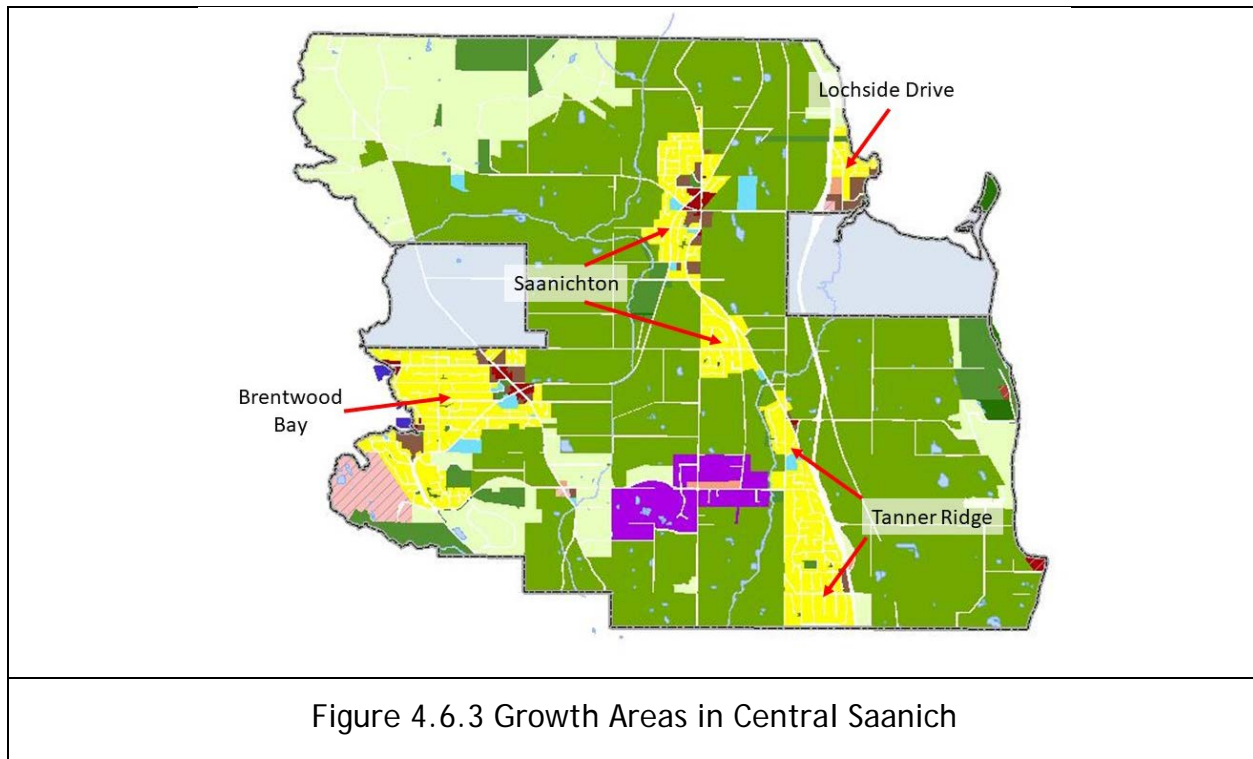 Lochside Drive
Saanichton
Brentwood
Bay
Tanner Ridge
Figure 4.6.3 Growth Areas in Central Saanich